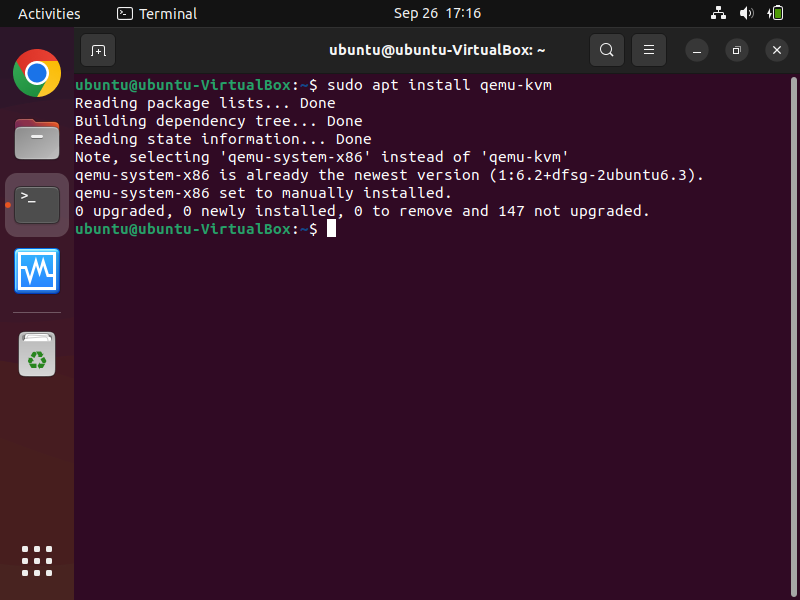 Activities
Terminal
Sep 26 17:16
ubuntu@ubuntu-VirtualBox: ~
ubuntu@ubuntu-VirtualBox:~$ sudo apt install qemu-kvm
Reading package lists... Done
Building dependency tree... Done
Reading state information... Done
Note, selecting 'qemu-system-x86' instead of 'qemu-kvm'
qemu-system-x86 is already the newest version (1:6.2+dfsg-2ubuntu6.3).
qemu-system-x86 set to manually installed.
0 upgraded, 0 newly installed, 0 to remove and 147 not upgraded.
ubuntu@ubuntu-VirtualBox:~$